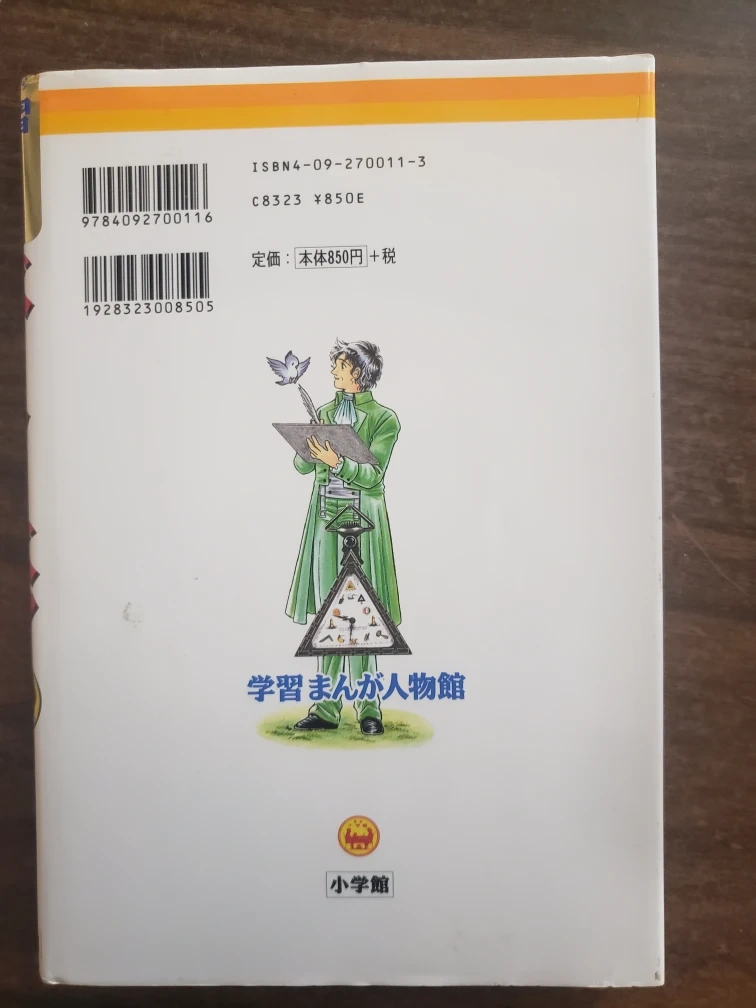 ISBN4-09-270011-3
9784092700116
C8323 ¥850E
定価：本体850円＋税
1928323008505
学習まんが人物館
小学館